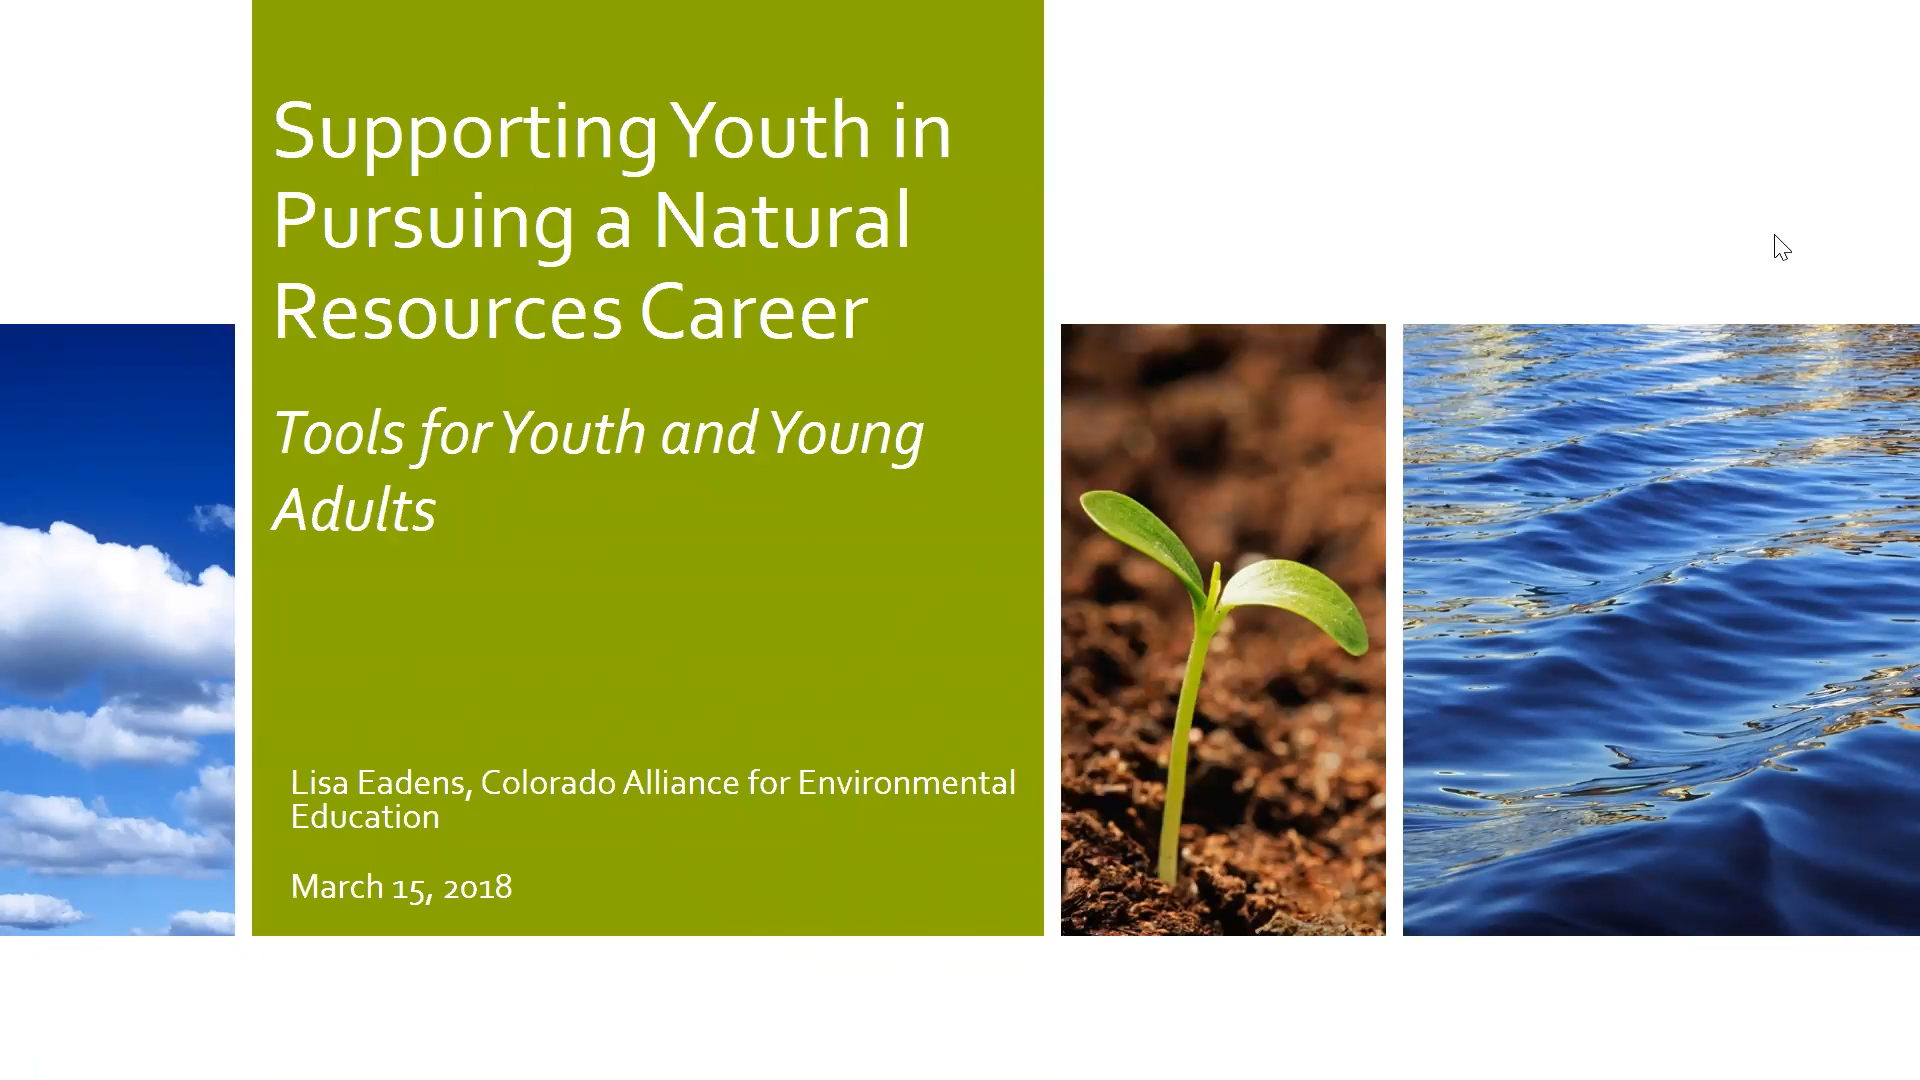 Supporting Youth in
Pursuing a Natural
Resources Career
Tools for Youth and Young
Adults
Lisa Eadens, Colorado Alliance for Environmental
Education
March 15, 2018